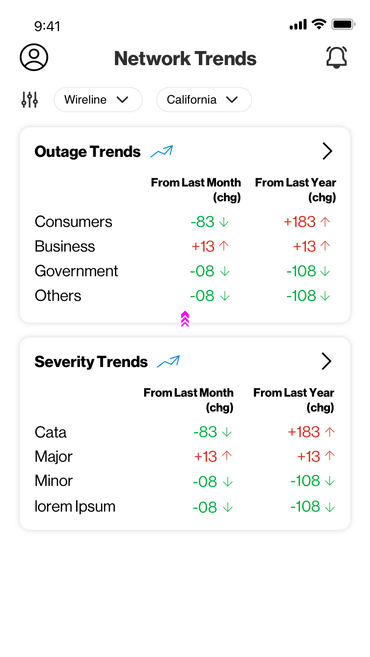 9:41
Network Trends
Wireline
California
Outage Trends
From Last Month (chg)
From Last Year (chg)
Consumers -83 ↓ +183 ↑
Business +13 ↑ +13 ↑
Government -08 ↓ -108 ↓
Others -08 ↓ -108 ↓
Severity Trends
From Last Month (chg)
From Last Year (chg)
Cata -83 ↓ +183 ↑
Major +13 ↑ +13 ↑
Minor -08 ↓ -108 ↓
lorem Ipsum -08 ↓ -108 ↓